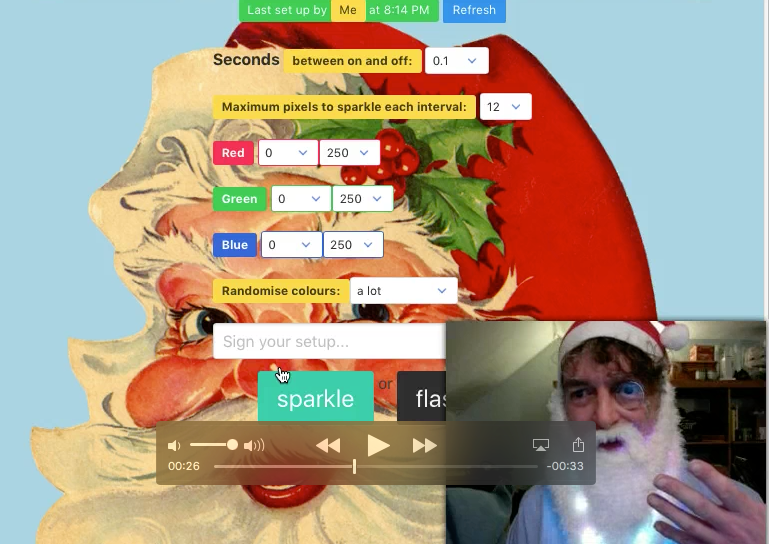 Last set up by Me at 8:14 PM Refresh
Seconds between on and off: 0.1
Maximum pixels to sparkle each interval: 12
Red 0 250
Green 0 250
Blue 0 250
Randomise colours: a lot
Sign your setup...
sparkle or flas
00:26 -00:33